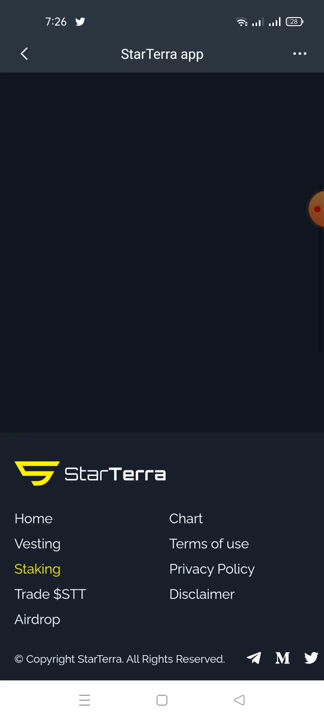 7:26
28
StarTerra app
StarTerra
Home
Chart
Vesting
Terms of use
Staking
Privacy Policy
Trade $STT
Disclaimer
Airdrop
© Copyright StarTerra. All Rights Reserved.